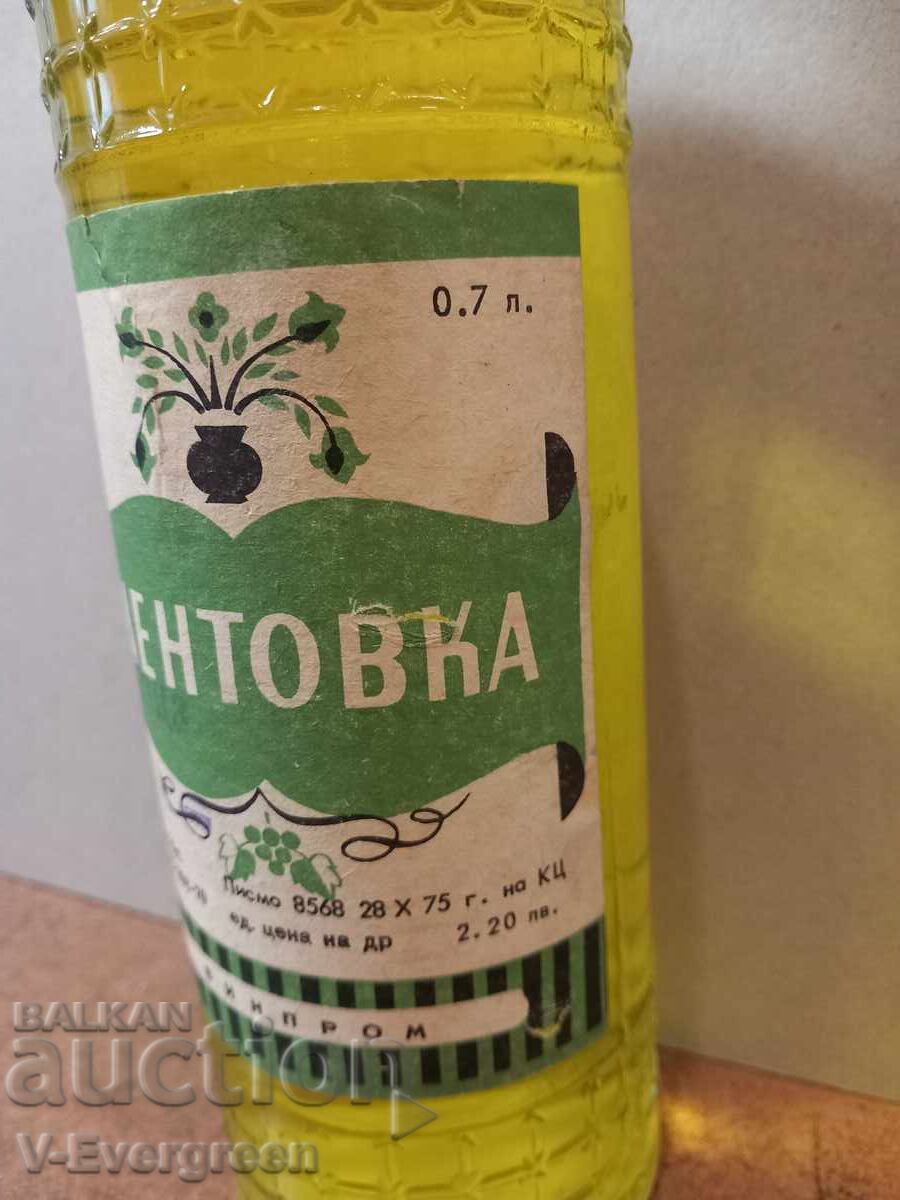 0.7 л.
ЕНТОВКА
Писмо 8568 28 X 75 г. на КЦ
ед. цена на др 2.20 лв.
ВИНПРОМ
BALKAN
auction
V-Evergreen